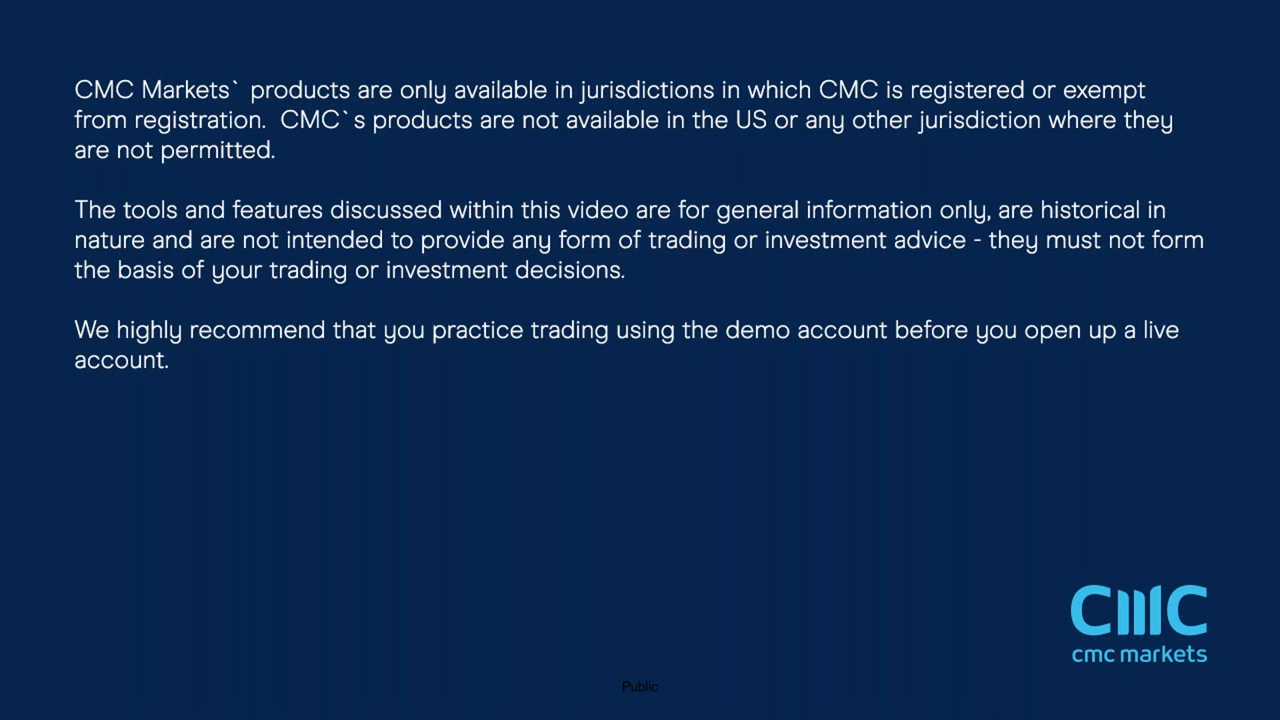 CMC Markets` products are only available in jurisdictions in which CMC is registered or exempt
from registration.  CMC`s products are not available in the US or any other jurisdiction where they
are not permitted.
The tools and features discussed within this video are for general information only, are historical in
nature and are not intended to provide any form of trading or investment advice - they must not form
the basis of your trading or investment decisions.
We highly recommend that you practice trading using the demo account before you open up a live
account.
CMC
cmc markets
Public